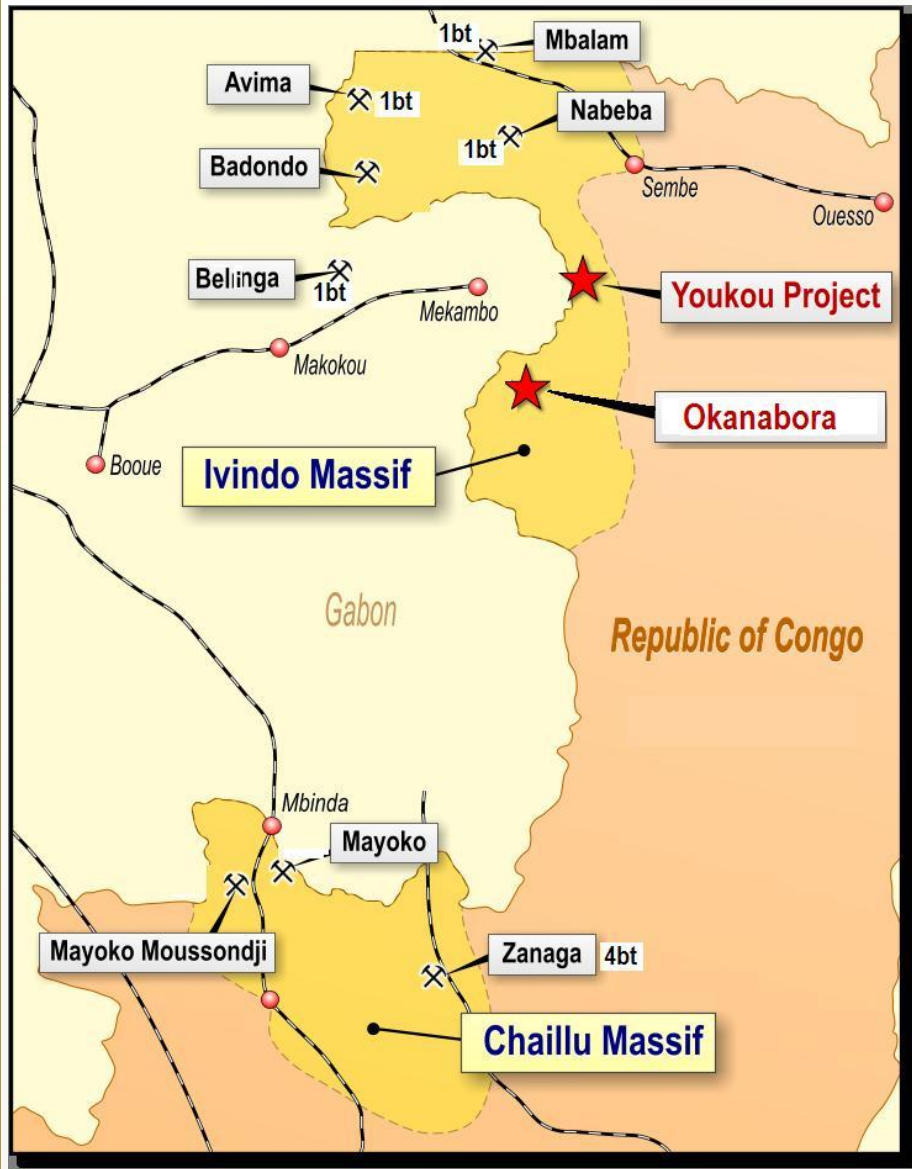 1bt
Mbalam
Avima
1bt
Nabeba
1bt
Badondo
Sembe
Ouesso
Belinga
1bt
Mekambo
Youkou Project
Makokou
Okanabora
Booue
Ivindo Massif
Gabon
Republic of Congo
Mbinda
Mayoko
Mayoko Moussondji
Zanaga
4bt
Chaillu Massif